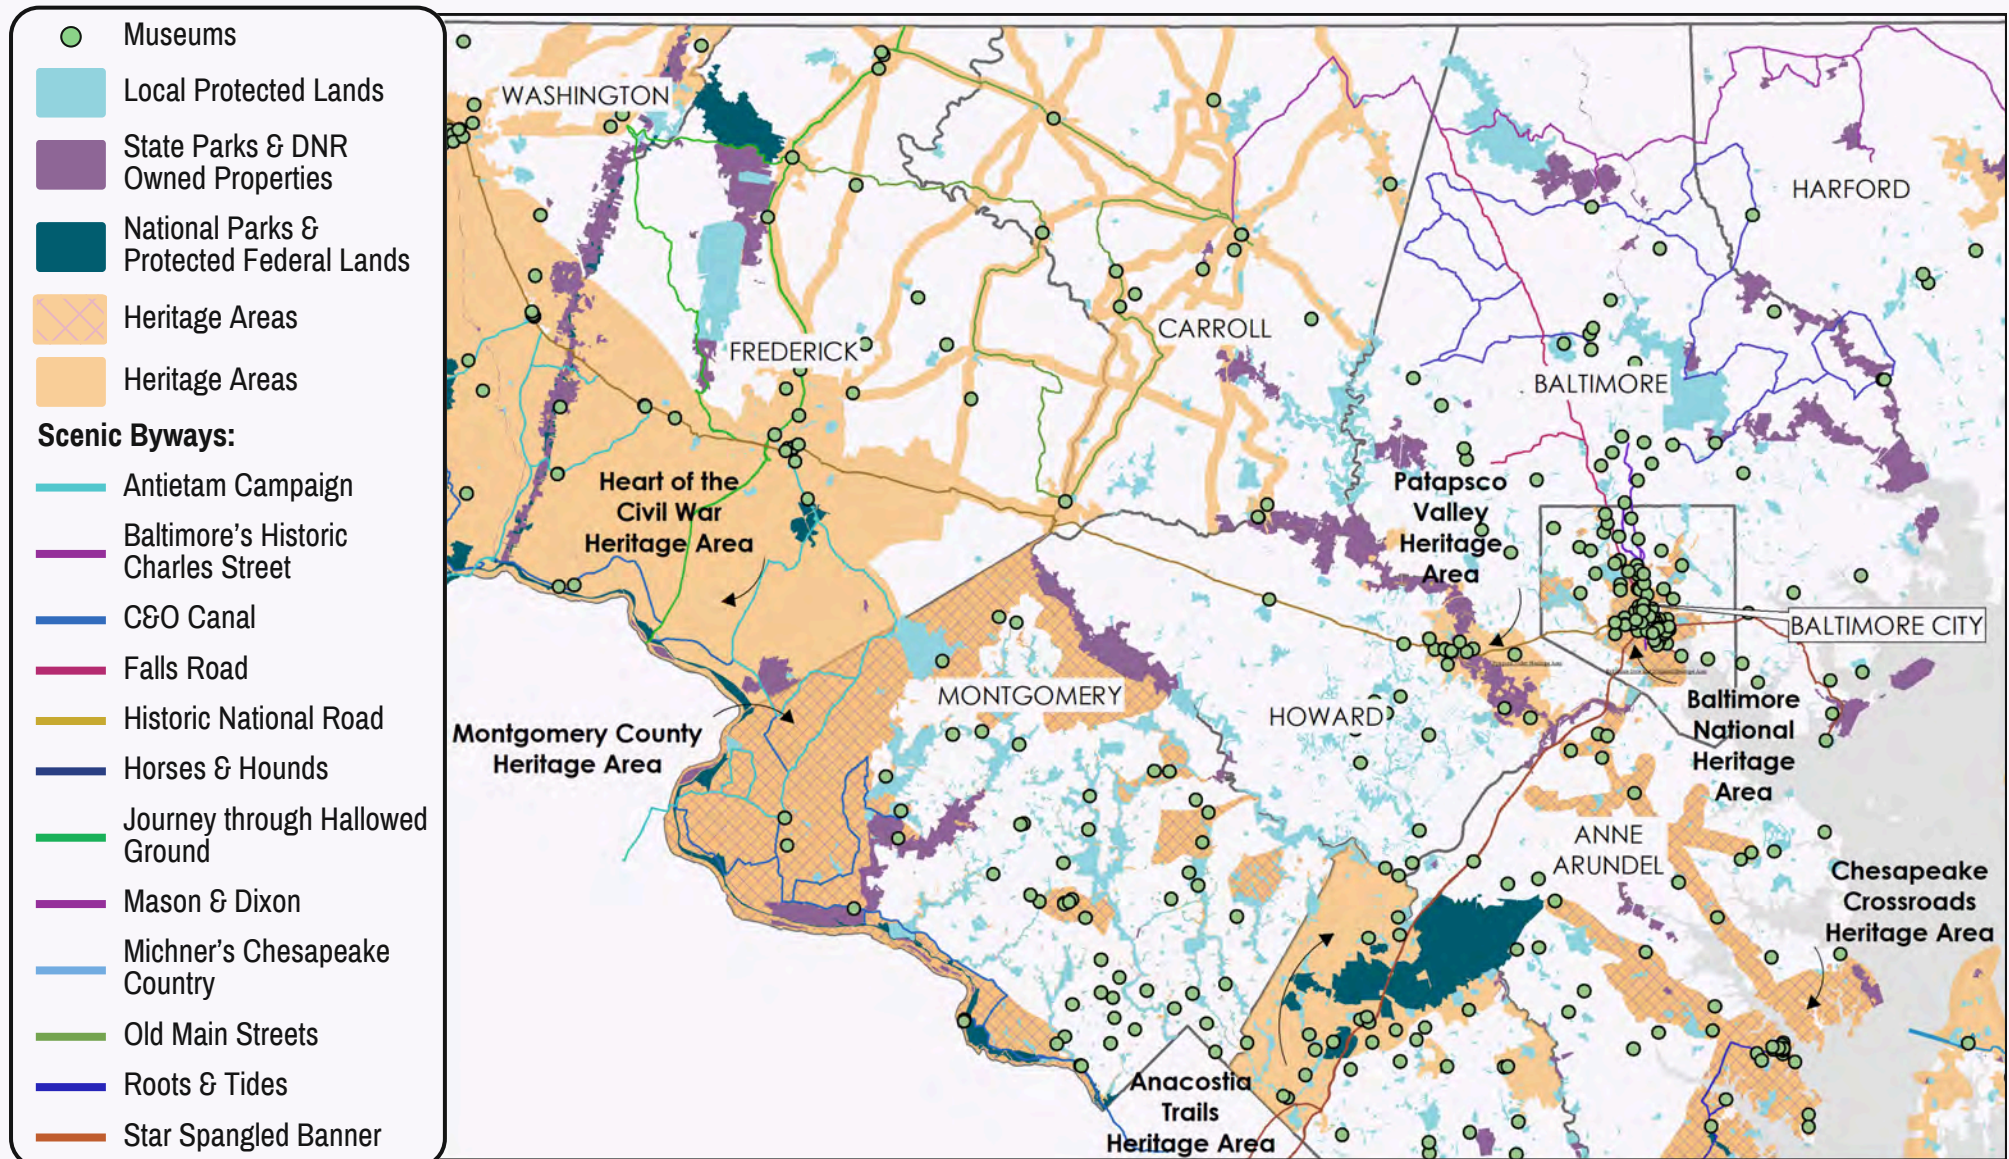 Museums
Local Protected Lands
State Parks & DNR
Owned Properties
National Parks &
Protected Federal Lands
Heritage Areas
Heritage Areas
Scenic Byways:
Antietam Campaign
Baltimore’s Historic
Charles Street
C&O Canal
Falls Road
Historic National Road
Horses & Hounds
Journey through Hallowed
Ground
Mason & Dixon
Michner’s Chesapeake
Country
Old Main Streets
Roots & Tides
Star Spangled Banner
WASHINGTON
HARFORD
CARROLL
FREDERICK
BALTIMORE
Heart of the
Civil War
Heritage Area
Patapsco
Valley
Heritage
Area
BALTIMORE CITY
MONTGOMERY
HOWARD
Baltimore
National
Heritage
Area
Montgomery County
Heritage Area
ANNE
ARUNDEL
Chesapeake
Crossroads
Heritage Area
Anacostia
Trails
Heritage Area